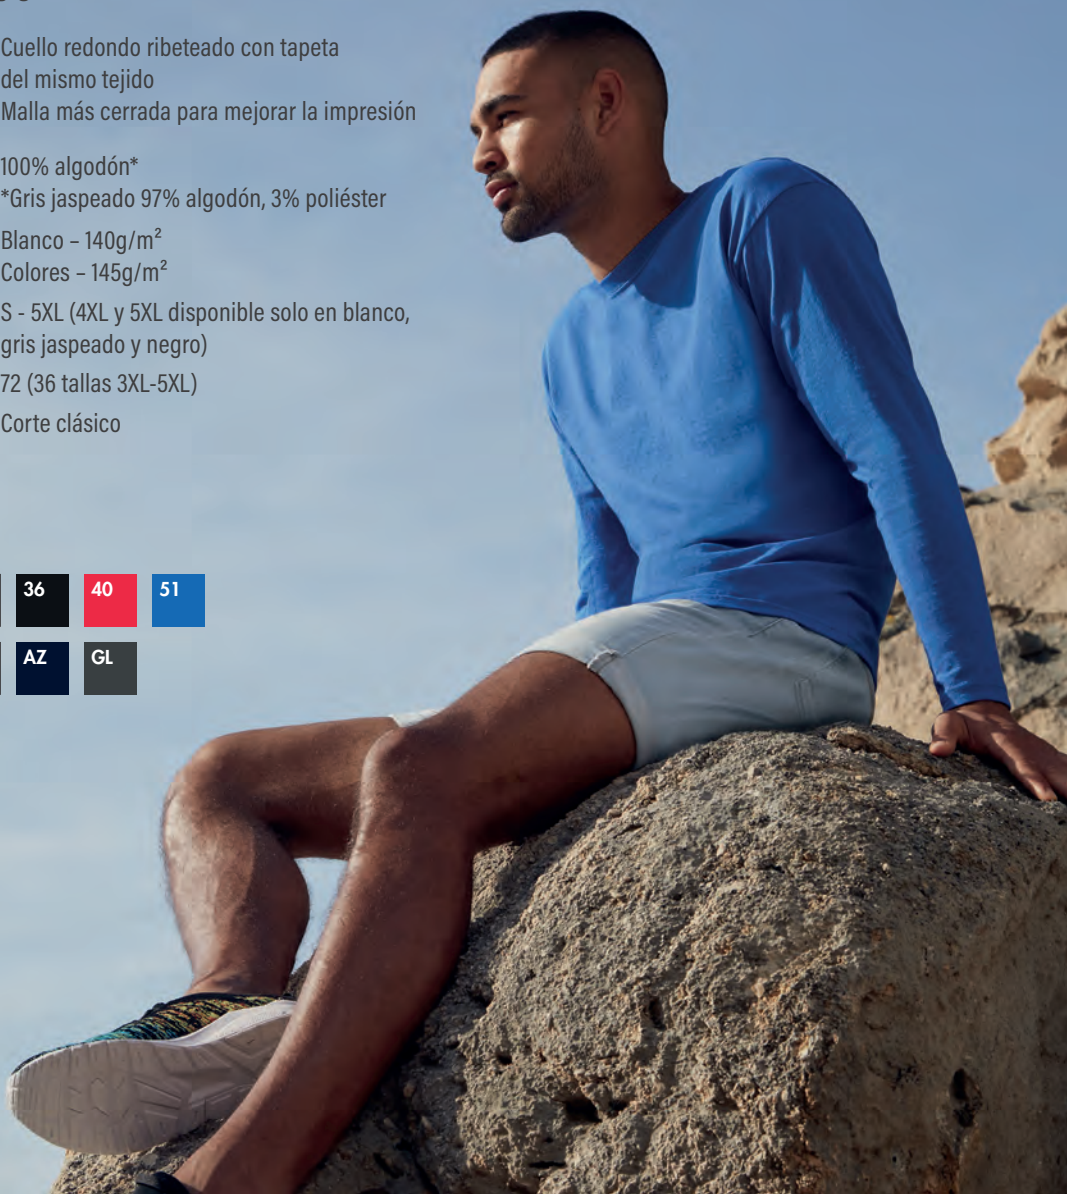 Cuello redondo ribeteado con tapeta
del mismo tejido
Malla más cerrada para mejorar la impresión
100% algodón*
*Gris jaspeado 97% algodón, 3% poliéster
Blanco – 140g/m²
Colores – 145g/m²
S - 5XL (4XL y 5XL disponible solo en blanco,
gris jaspeado y negro)
72 (36 tallas 3XL-5XL)
Corte clásico
36 40 51
AZ GL